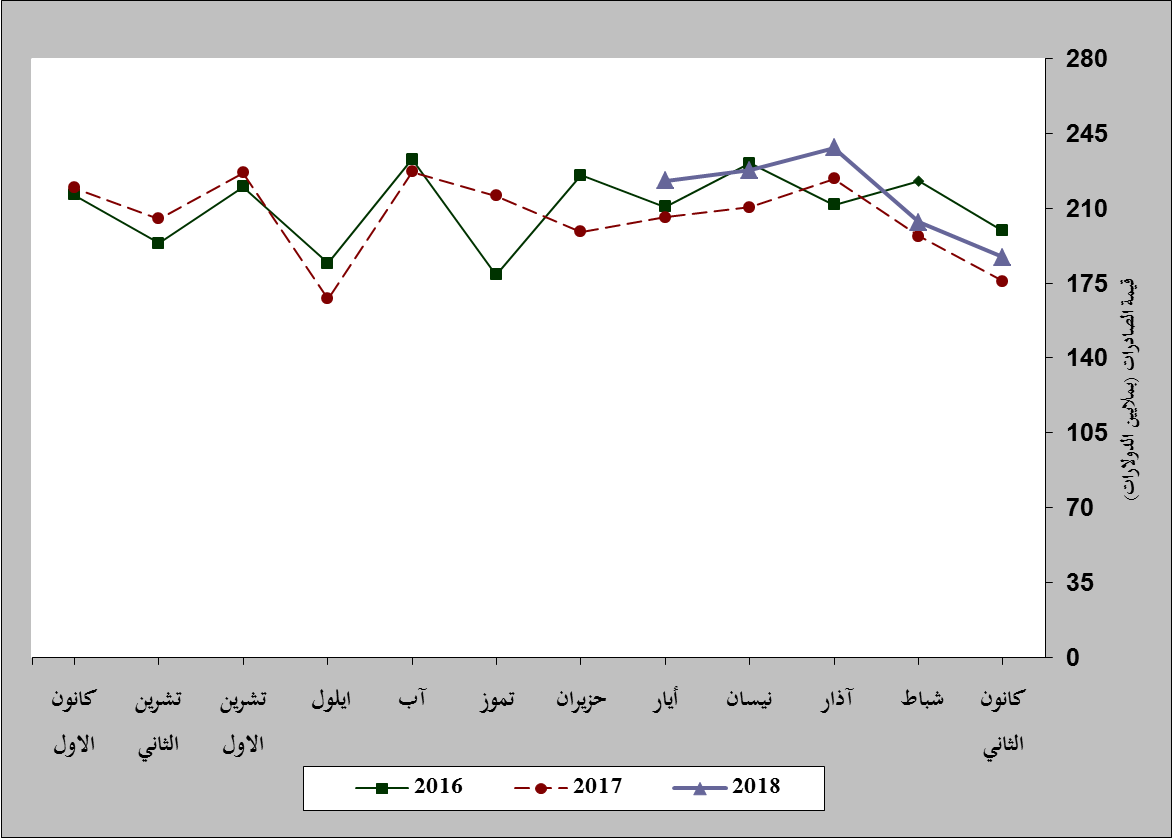 280
245
210
175
140
105
70
35
0
قيمة الصادرات (بملايين الدولارات)
كانون الثاني
شباط
آذار
نيسان
أيار
حزيران
تموز
آب
ايلول
تشرين الاول
تشرين الثاني
كانون الاول
2016
2017
2018